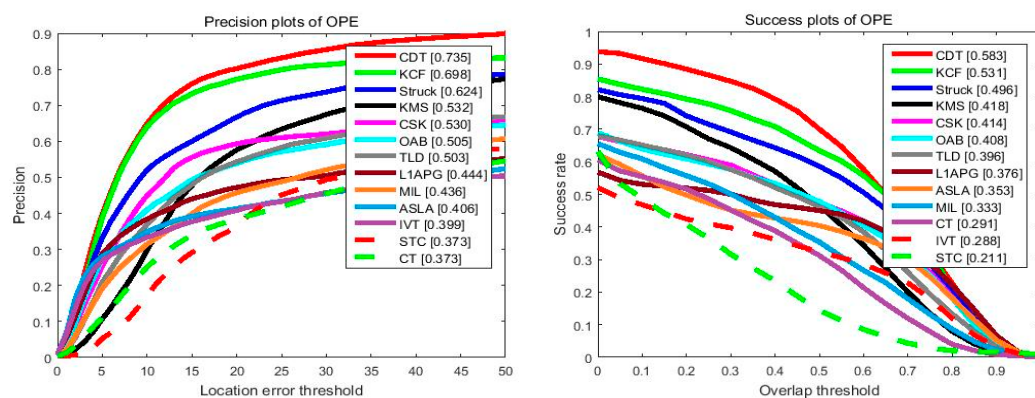 Precision plots of OPE
0.9
0.8
0.7
0.6
0.5
0.4
0.3
0.2
0.1
0
Precision
CDT [0.735]
KCF [0.698]
Struck [0.624]
KMS [0.532]
CSK [0.530]
OAB [0.505]
TLD [0.503]
L1APG [0.444]
MIL [0.436]
ASLA [0.406]
IVT [0.399]
STC [0.373]
CT [0.373]
0 5 10 15 20 25 30 35 40 45 50
Location error threshold
Success plots of OPE
1
0.9
0.8
0.7
0.6
0.5
0.4
0.3
0.2
0.1
0
Success rate
CDT [0.583]
KCF [0.531]
Struck [0.496]
KMS [0.418]
CSK [0.414]
OAB [0.408]
TLD [0.396]
L1APG [0.376]
ASLA [0.353]
MIL [0.333]
CT [0.291]
IVT [0.288]
STC [0.211]
0 0.1 0.2 0.3 0.4 0.5 0.6 0.7 0.8 0.9 1
Overlap threshold